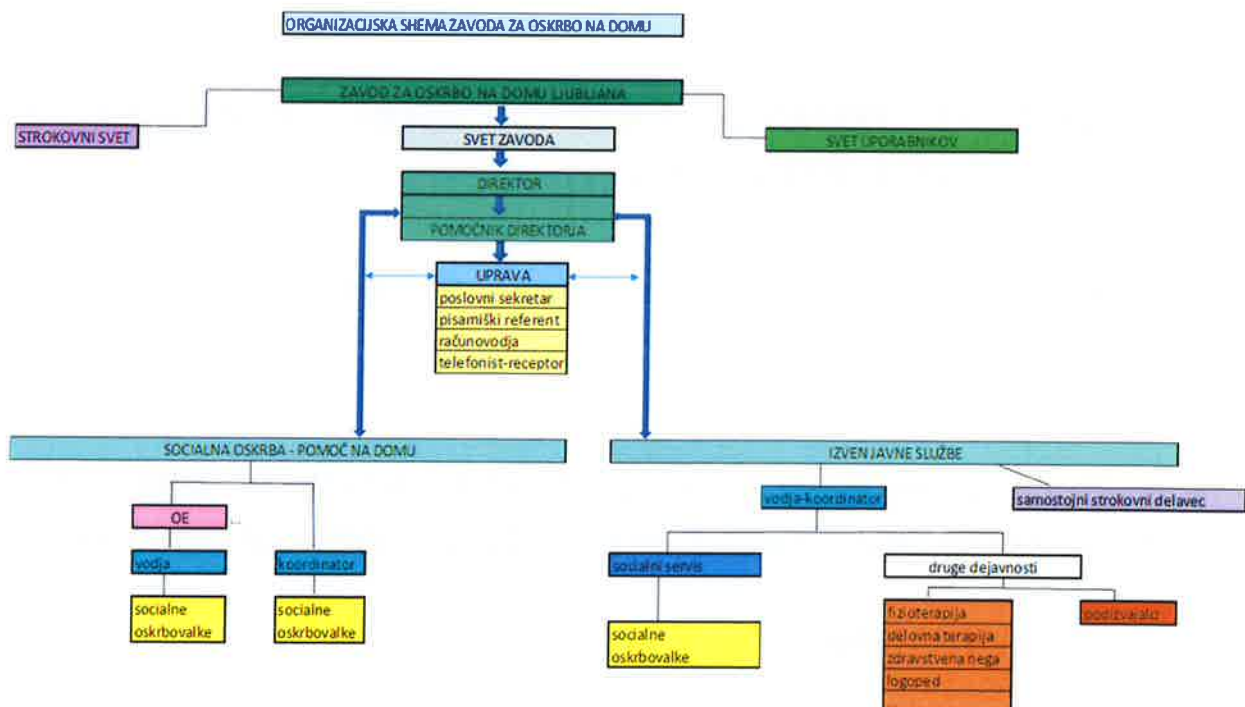 ORGANIZACIJSKA SHEMA ZAVODA ZA OSKRBO NA DOMU
ZAVOD ZA OSKRBO NA DOMU LJUBLJANA
STROKOVNI SVET
SVET ZAVODA
SVET UPORABNIKOV
DIREKTOR
POMOČNIK DIREKTORJA
UPRAVA
poslovni sekretar
pisarniški referent
računovodja
telefonist-receptor
SOCIALNA OSKRBA - POMOČ NA DOMU
IZVEN JAVNE SLUŽBE
vodja-koordinator
samostojni strokovni delavec
OE
...
vodja
koordinator
socialni servis
druge dejavnosti
socialne
oskrbovalke
socialne
oskrbovalke
socialne
oskrbovalke
fizioterapija
delovna terapija
zdravstvena nega
logoped
podizvajalci